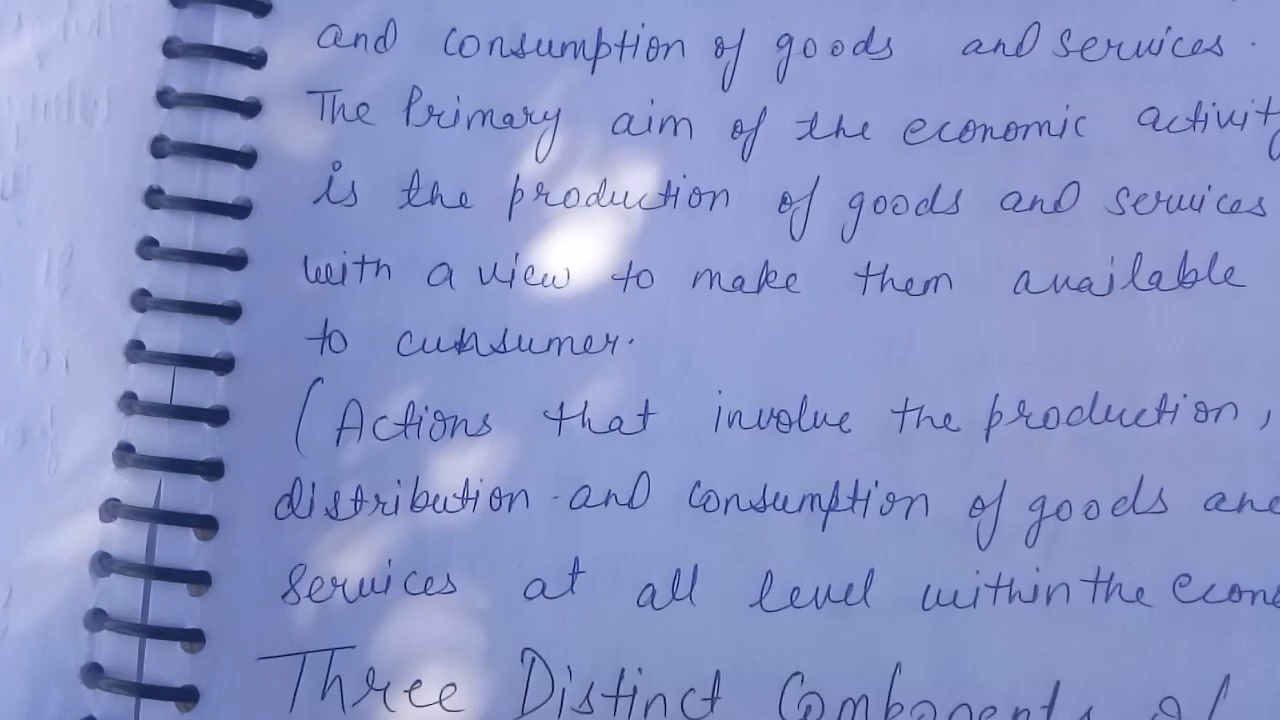 and consumption of goods and services.
The Primary aim of the economic activity
is the production of goods and services
with a view to make them available
to cunsumer.
(Actions that involve the production,
distribution and consumption of goods and
services at all level within the econo
Three Distinct Components of